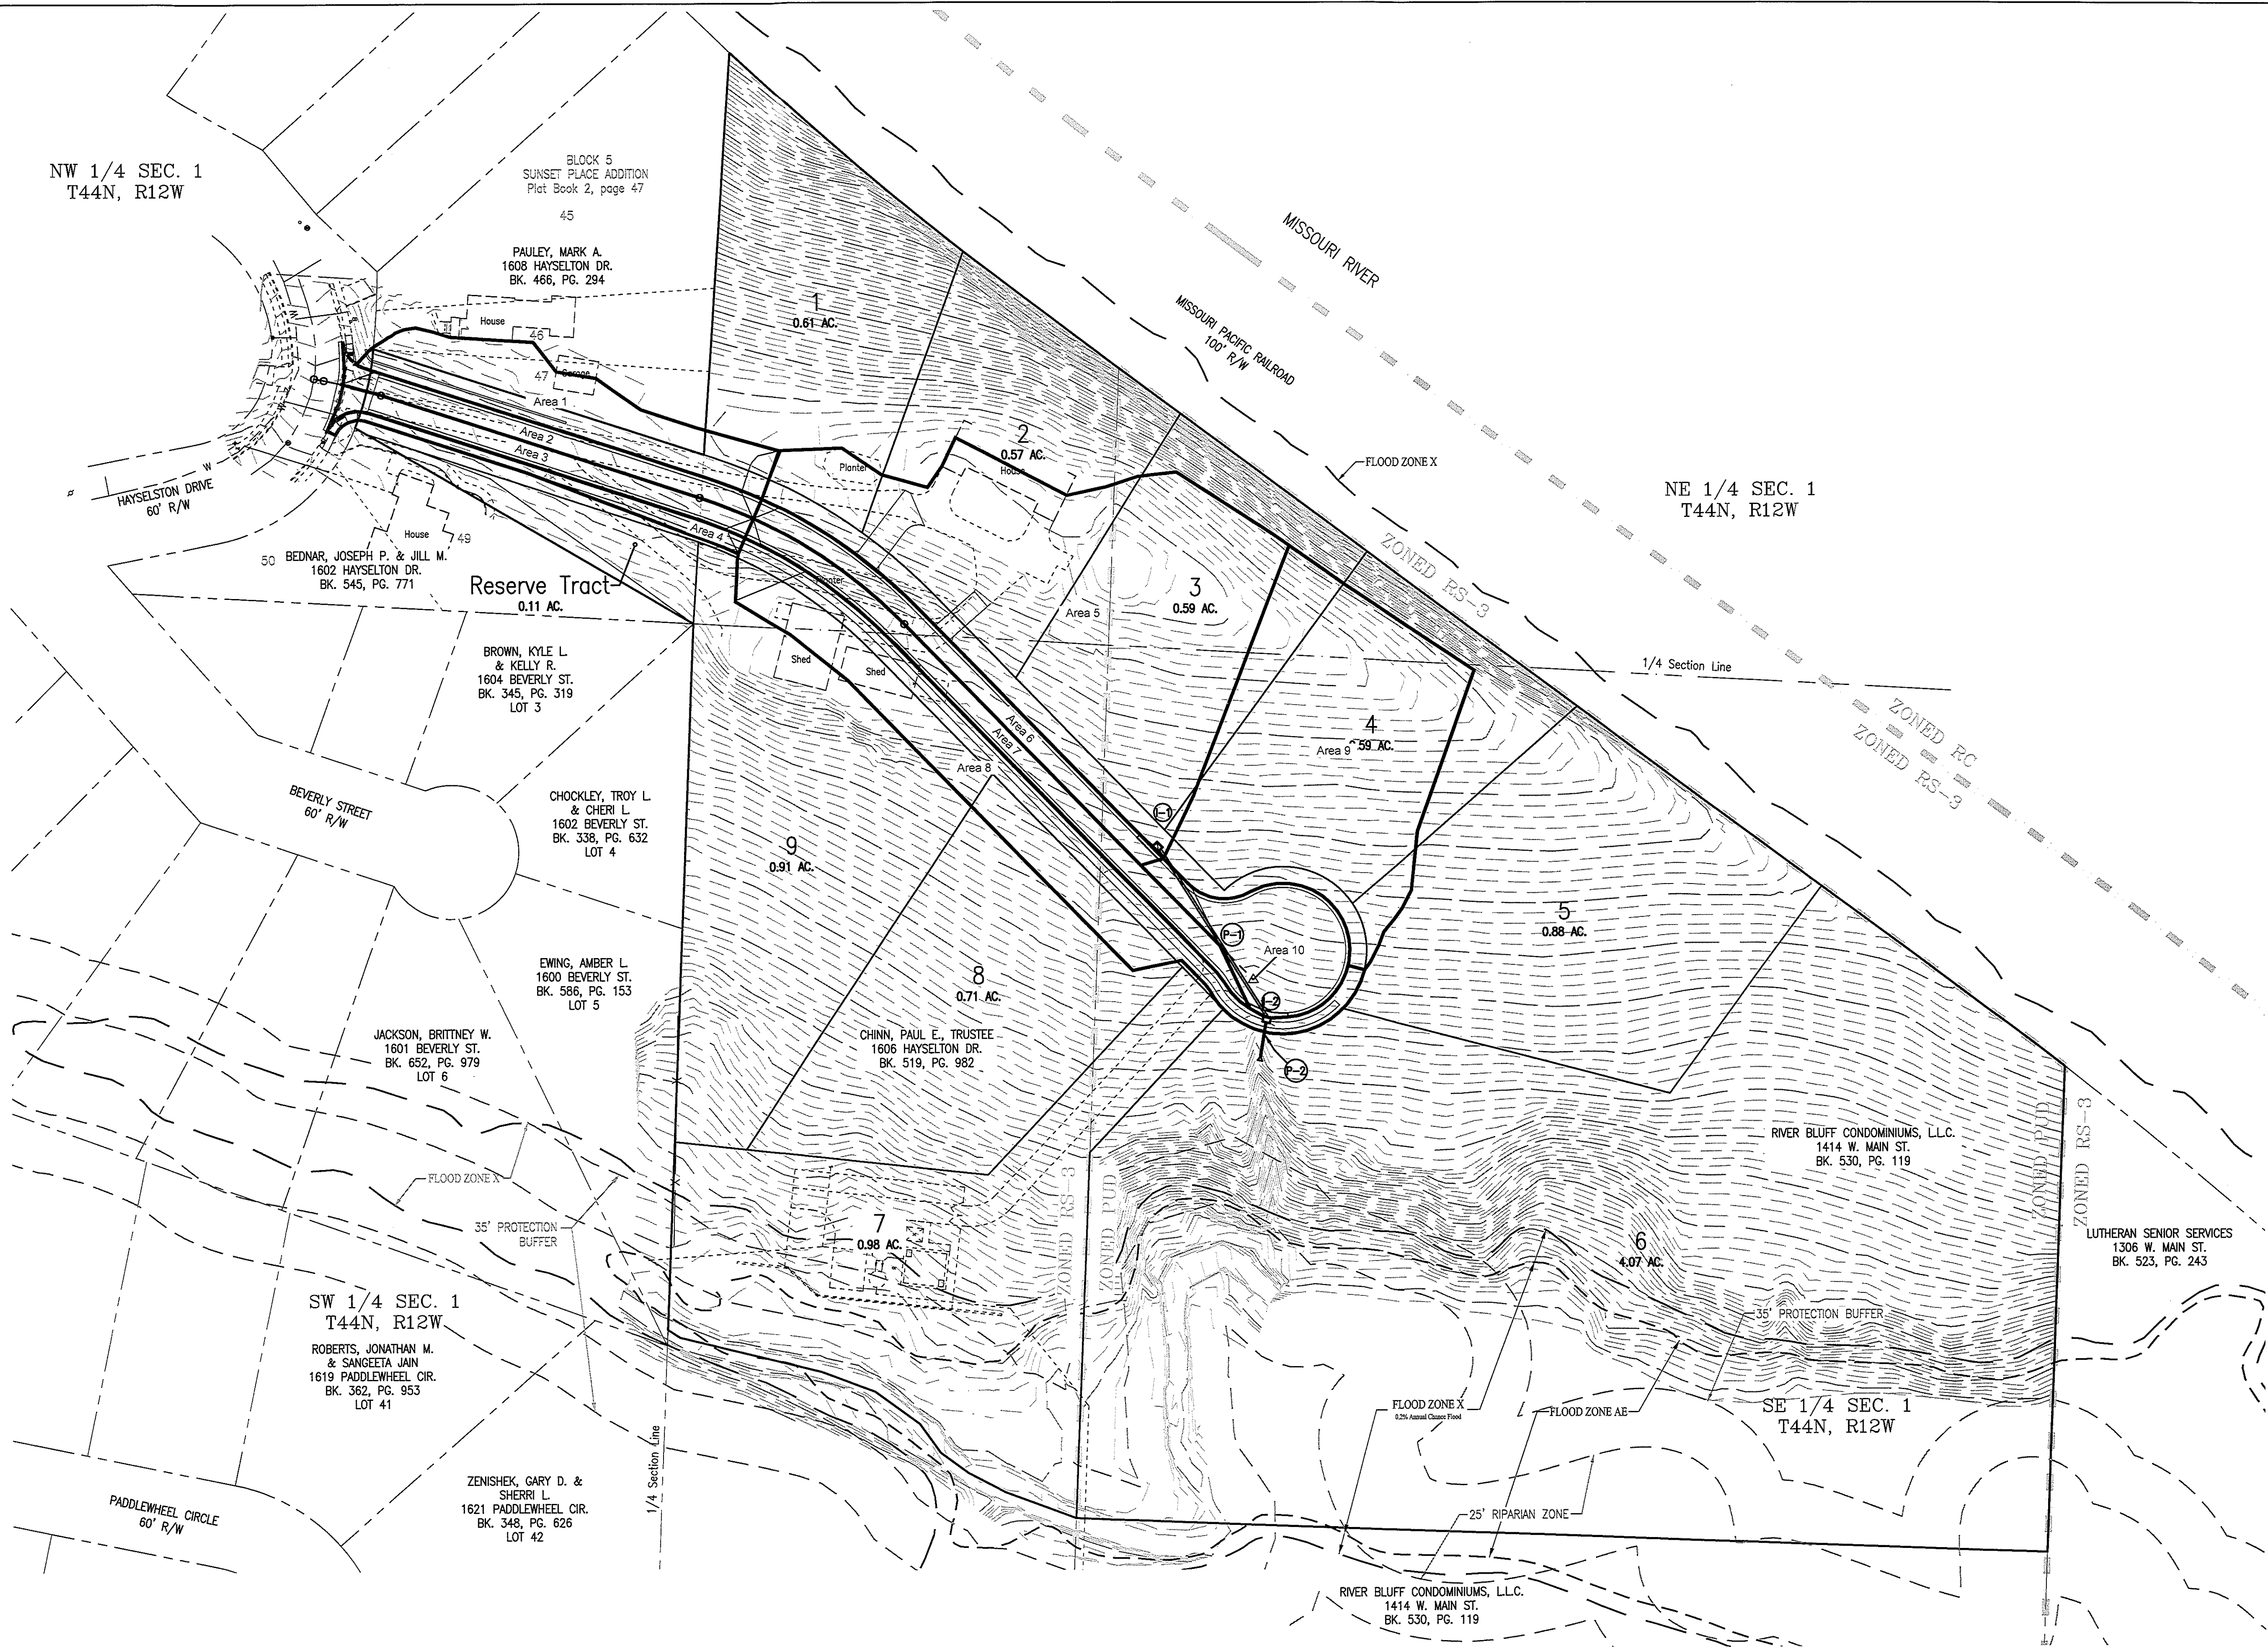 NW 1/4 SEC. 1
T44N, R12W
BLOCK 5
SUNSET PLACE ADDITION
Plat Book 2, page 47
45
PAULEY, MARK A.
1608 HAYSELTON DR.
BK. 466, PG. 294
House
46
47
Garage
Area 1
Area 2
Area 3
Area 4
W
W
HAYSELSTON DRIVE
60' R/W
House
49
50
BEDNAR, JOSEPH P. & JILL M.
1602 HAYSELTON DR.
BK. 545, PG. 771
Reserve Tract
0.11 AC.
1
0.61 AC.
2
0.57 AC.
House
Planter
Planter
Shed
Shed
3
0.59 AC.
Area 5
MISSOURI RIVER
MISSOURI PACIFIC RAILROAD
100' R/W
FLOOD ZONE X
NE 1/4 SEC. 1
T44N, R12W
ZONED RS-3
1/4 Section Line
ZONED RC
ZONED RS-3
BROWN, KYLE L.
& KELLY R.
1604 BEVERLY ST.
BK. 345, PG. 319
LOT 3
Area 6
Area 7
Area 8
4
.59 AC.
Area 9
BEVERLY STREET
60' R/W
CHOCKLEY, TROY L.
& CHERI L.
1602 BEVERLY ST.
BK. 338, PG. 632
LOT 4
9
0.91 AC.
I-1
P-1
Area 10
I-2
P-2
5
0.88 AC.
EWING, AMBER L.
1600 BEVERLY ST.
BK. 586, PG. 153
LOT 5
8
0.71 AC.
CHINN, PAUL E., TRUSTEE
1606 HAYSELTON DR.
BK. 519, PG. 982
JACKSON, BRITTNEY W.
1601 BEVERLY ST.
BK. 652, PG. 979
LOT 6
RIVER BLUFF CONDOMINIUMS, L.L.C.
1414 W. MAIN ST.
BK. 530, PG. 119
ZONED PUD
ZONED RS-3
FLOOD ZONE X
35' PROTECTION
BUFFER
7
0.98 AC.
ZONED RS-3
ZONED PUD
6
4.07 AC.
LUTHERAN SENIOR SERVICES
1306 W. MAIN ST.
BK. 523, PG. 243
SW 1/4 SEC. 1
T44N, R12W
ROBERTS, JONATHAN M.
& SANGEETA JAIN
1619 PADDLEWHEEL CIR.
BK. 362, PG. 953
LOT 41
35' PROTECTION BUFFER
FLOOD ZONE X
0.2% Annual Chance Flood
FLOOD ZONE AE
SE 1/4 SEC. 1
T44N, R12W
1/4 Section Line
ZENISHEK, GARY D. &
SHERRI L.
1621 PADDLEWHEEL CIR.
BK. 348, PG. 626
LOT 42
PADDLEWHEEL CIRCLE
60' R/W
25' RIPARIAN ZONE
RIVER BLUFF CONDOMINIUMS, L.L.C.
1414 W. MAIN ST.
BK. 530, PG. 119